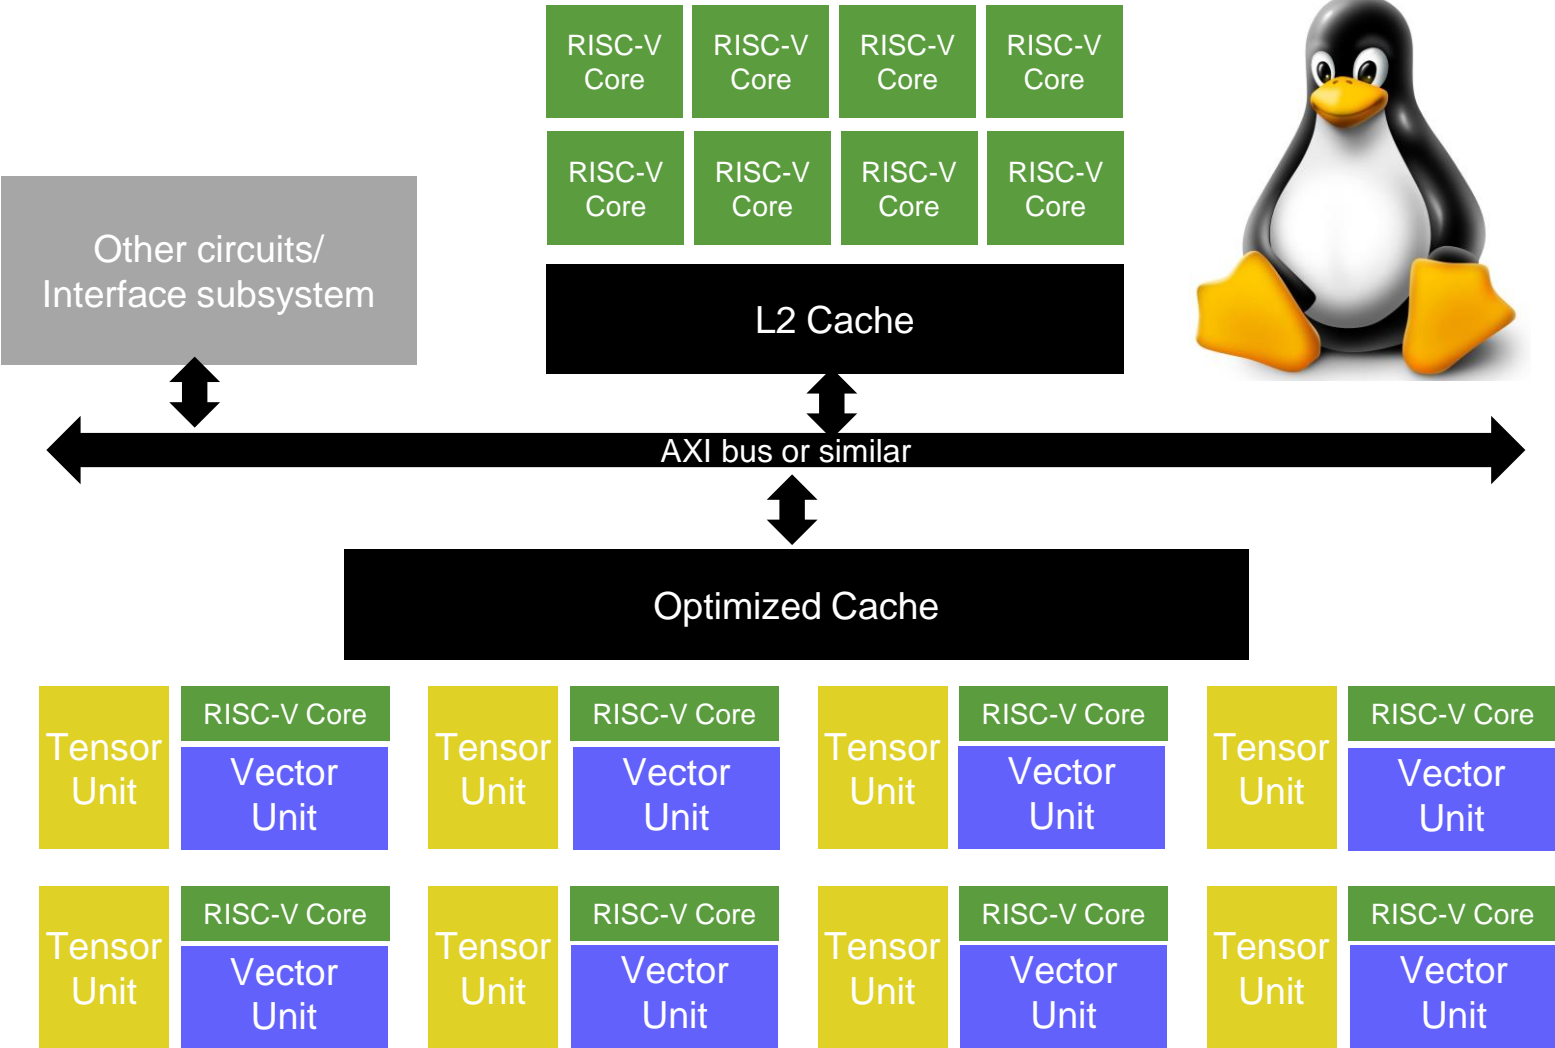 RISC-V
Core
RISC-V
Core
RISC-V
Core
RISC-V
Core
RISC-V
Core
RISC-V
Core
RISC-V
Core
RISC-V
Core
Other circuits/
Interface subsystem
L2 Cache
AXI bus or similar
Optimized Cache
Tensor
Unit
RISC-V Core
Vector
Unit
Tensor
Unit
RISC-V Core
Vector
Unit
Tensor
Unit
RISC-V Core
Vector
Unit
Tensor
Unit
RISC-V Core
Vector
Unit
Tensor
Unit
RISC-V Core
Vector
Unit
Tensor
Unit
RISC-V Core
Vector
Unit
Tensor
Unit
RISC-V Core
Vector
Unit
Tensor
Unit
RISC-V Core
Vector
Unit